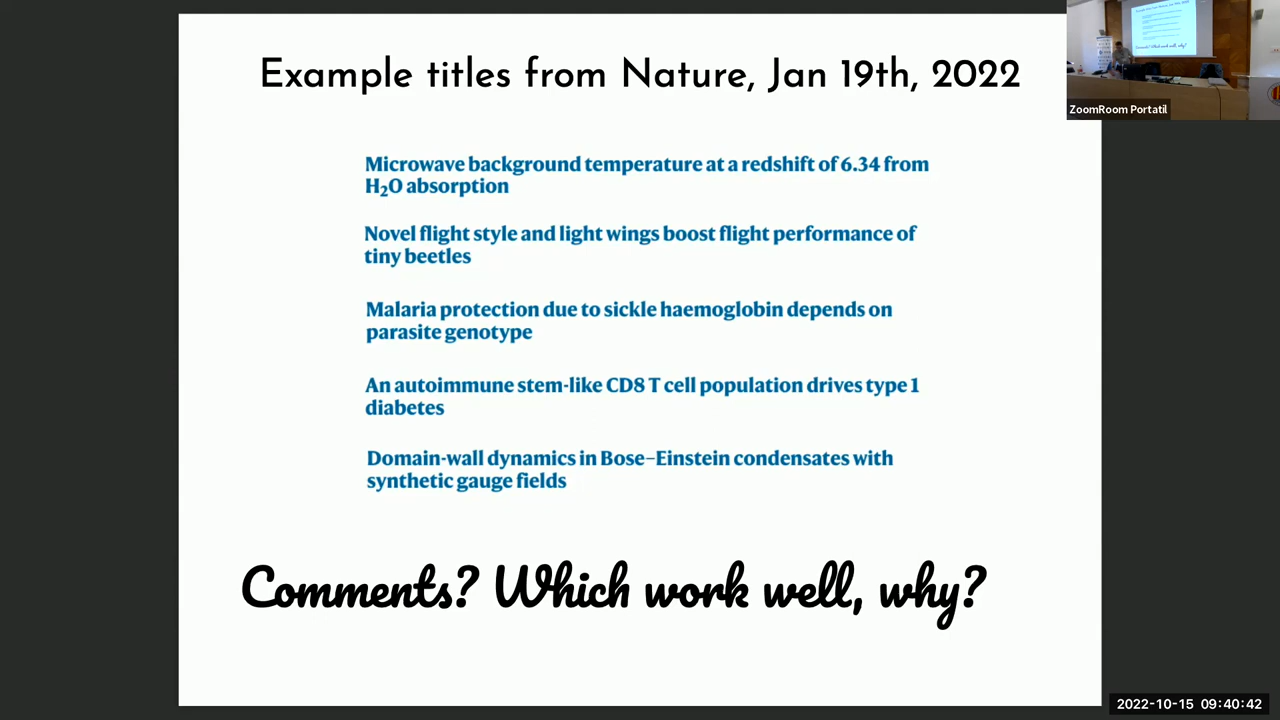 Example titles from Nature, Jan 19th, 2022
Microwave background temperature at a redshift of 6.34 from
H₂O absorption
Novel flight style and light wings boost flight performance of
tiny beetles
Malaria protection due to sickle haemoglobin depends on
parasite genotype
An autoimmune stem-like CD8 T cell population drives type 1
diabetes
Domain-wall dynamics in Bose–Einstein condensates with
synthetic gauge fields
Comments? Which work well, why?
ZoomRoom Portatil
2022-10-15 09:40:42